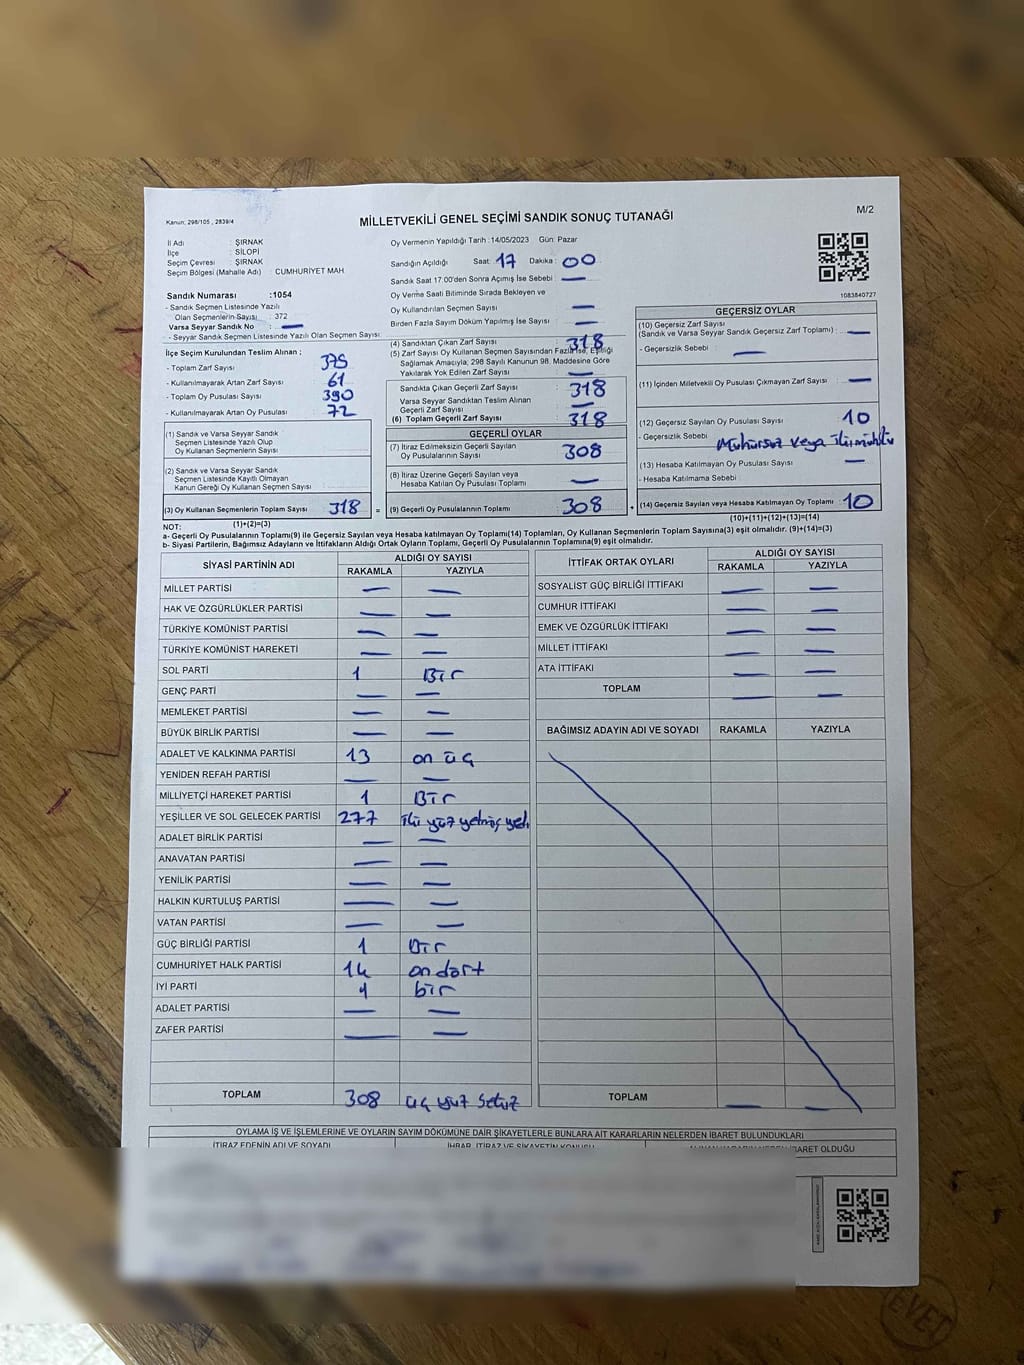 Kanun: 298/105 , 2839/4
MİLLETVEKİLİ GENEL SEÇİMİ SANDIK SONUÇ TUTANAĞI
M/2
İl Adı : ŞIRNAK
İlçe : SİLOPİ
Seçim Çevresi : ŞIRNAK
Seçim Bölgesi (Mahalle Adı) : CUMHURİYET MAH.
Sandık Numarası :1054
- Sandık Seçmen Listesinde Yazılı
Olan Seçmenlerin Sayısı : 372
Varsa Seyyar Sandık No : —
- Seyyar Sandık Seçmen Listesinde Yazılı Olan Seçmen Sayısı:
İlçe Seçim Kurulundan Teslim Alınan ;
- Toplam Zarf Sayısı : 375
- Kullanılmayarak Artan Zarf Sayısı : 61
- Toplam Oy Pusulası Sayısı : 390
- Kullanılmayarak Artan Oy Pusulası : 72
Oy Vermenin Yapıldığı Tarih :14/05/2023 Gün: Pazar
Sandığın Açıldığı Saat: 17 Dakika : 00
Sandık Saat 17:00'den Sonra Açılmış İse Sebebi : —
Oy Verme Saati Bitiminde Sırada Bekleyen ve
Oy Kullandırılan Seçmen Sayısı : —
Birden Fazla Sayım Döküm Yapılmış İse Sayısı : —
(4) Sandıktan Çıkan Zarf Sayısı : 318
(5) Zarf Sayısı Oy Kullanan Seçmen Sayısından Fazla İse, Eşitliği
Sağlamak Amacıyla, 298 Sayılı Kanunun 98. Maddesine Göre
Yakılarak Yok Edilen Zarf Sayısı : —
Sandıkta Çıkan Geçerli Zarf Sayısı : 318
Varsa Seyyar Sandıktan Teslim Alınan
Geçerli Zarf Sayısı : —
(6) Toplam Geçerli Zarf Sayısı : 318
1083840727
GEÇERSİZ OYLAR
(10) Geçersiz Zarf Sayısı
(Sandık ve Varsa Seyyar Sandık Geçersiz Zarf Toplamı) : —
- Geçersizlik Sebebi : —
(11) İçinden Milletvekili Oy Pusulası Çıkmayan Zarf Sayısı : —
(12) Geçersiz Sayılan Oy Pusulası Sayısı : 10
- Geçersizlik Sebebi : Mühürsüz veya iki mühlü
(13) Hesaba Katılmayan Oy Pusulası Sayısı : —
- Hesaba Katılmama Sebebi :
(14) Geçersiz Sayılan veya Hesaba Katılmayan Oy Toplamı : 10
(10)+(11)+(12)+(13)=(14)
(1) Sandık ve Varsa Seyyar Sandık
Seçmen Listesinde Yazılı Olup
Oy Kullanan Seçmenlerin Sayısı :
(2) Sandık ve Varsa Seyyar Sandık
Seçmen Listesinde Kayıtlı Olmayan
Kanun Gereği Oy Kullanan Seçmen Sayısı :
(3) Oy Kullanan Seçmenlerin Toplam Sayısı : 318 =
(1)+(2)=(3)
GEÇERLİ OYLAR
(7) İtiraz Edilmeksizin Geçerli Sayılan
Oy Pusulalarının Sayısı : 308
(8) İtiraz Üzerine Geçerli Sayılan veya
Hesaba Katılan Oy Pusulası Toplamı : —
(9) Geçerli Oy Pusulalarının Toplamı : 308 +
NOT:
a- Geçerli Oy Pusulalarının Toplamı(9) ile Geçersiz Sayılan veya Hesaba katılmayan Oy Toplamı(14) Toplamları, Oy Kullanan Seçmenlerin Toplam Sayısına(3) eşit olmalıdır. (9)+(14)=(3)
b- Siyasi Partilerin, Bağımsız Adayların ve İttifakların Aldığı Ortak Oyların Toplamı, Geçerli Oy Pusulalarının Toplamına(9) eşit olmalıdır.
SİYASİ PARTİNİN ADI ALDIĞI OY SAYISI
RAKAMLA YAZIYLA
MİLLET PARTİSİ — —
HAK VE ÖZGÜRLÜKLER PARTİSİ — —
TÜRKİYE KOMÜNİST PARTİSİ — —
TÜRKİYE KOMÜNİST HAREKETİ — —
SOL PARTİ 1 Bir
GENÇ PARTİ — —
MEMLEKET PARTİSİ — —
BÜYÜK BİRLİK PARTİSİ — —
ADALET VE KALKINMA PARTİSİ 13 on üç
YENİDEN REFAH PARTİSİ — —
MİLLİYETÇİ HAREKET PARTİSİ 1 Bir
YEŞİLLER VE SOL GELECEK PARTİSİ 277 iki yüz yetmiş yedi
ADALET BİRLİK PARTİSİ — —
ANAVATAN PARTİSİ — —
YENİLİK PARTİSİ — —
HALKIN KURTULUŞ PARTİSİ — —
VATAN PARTİSİ — —
GÜÇ BİRLİĞİ PARTİSİ 1 Bir
CUMHURİYET HALK PARTİSİ 14 on dört
İYİ PARTİ 1 bir
ADALET PARTİSİ — —
ZAFER PARTİSİ — —
TOPLAM 308 üç yüz sekiz
İTTİFAK ORTAK OYLARI ALDIĞI OY SAYISI
RAKAMLA YAZIYLA
SOSYALİST GÜÇ BİRLİĞİ İTTİFAKI — —
CUMHUR İTTİFAKI — —
EMEK VE ÖZGÜRLÜK İTTİFAKI — —
MİLLET İTTİFAKI — —
ATA İTTİFAKI — —
TOPLAM — —
BAĞIMSIZ ADAYIN ADI VE SOYADI RAKAMLA YAZIYLA
TOPLAM — —
OYLAMA İŞ VE İŞLEMLERİNE VE OYLARIN SAYIM DÖKÜMÜNE DAİR ŞİKAYETLERLE BUNLARA AİT KARARLARIN NELERDEN İBARET BULUNDUKLARI
İTİRAZ EDENİN ADI VE SOYADI İHBAR, İTİRAZ VE ŞİKAYETİN KONUSU İBARET OLDUĞU
EVET